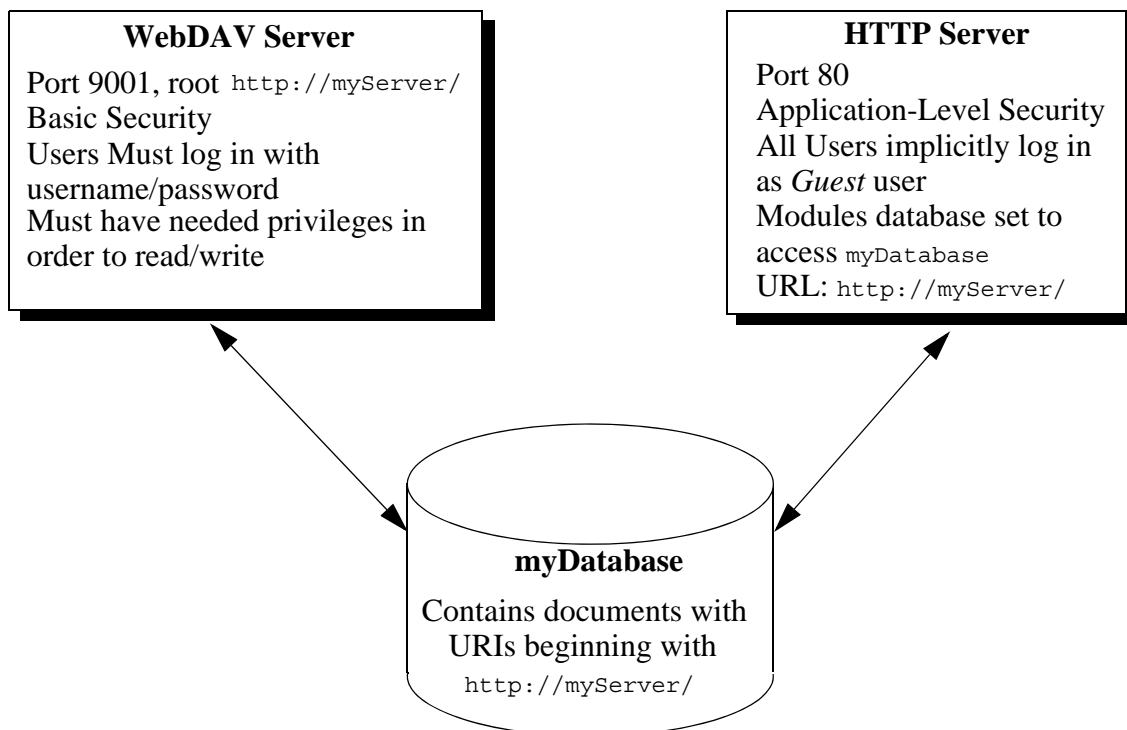 WebDAV Server
Port 9001, root http://myServer/
Basic Security
Users Must log in with
username/password
Must have needed privileges in
order to read/write
HTTP Server
Port 80
Application-Level Security
All Users implicitly log in
as Guest user
Modules database set to
access myDatabase
URL: http://myServer/
myDatabase
Contains documents with
URIs beginning with
http://myServer/